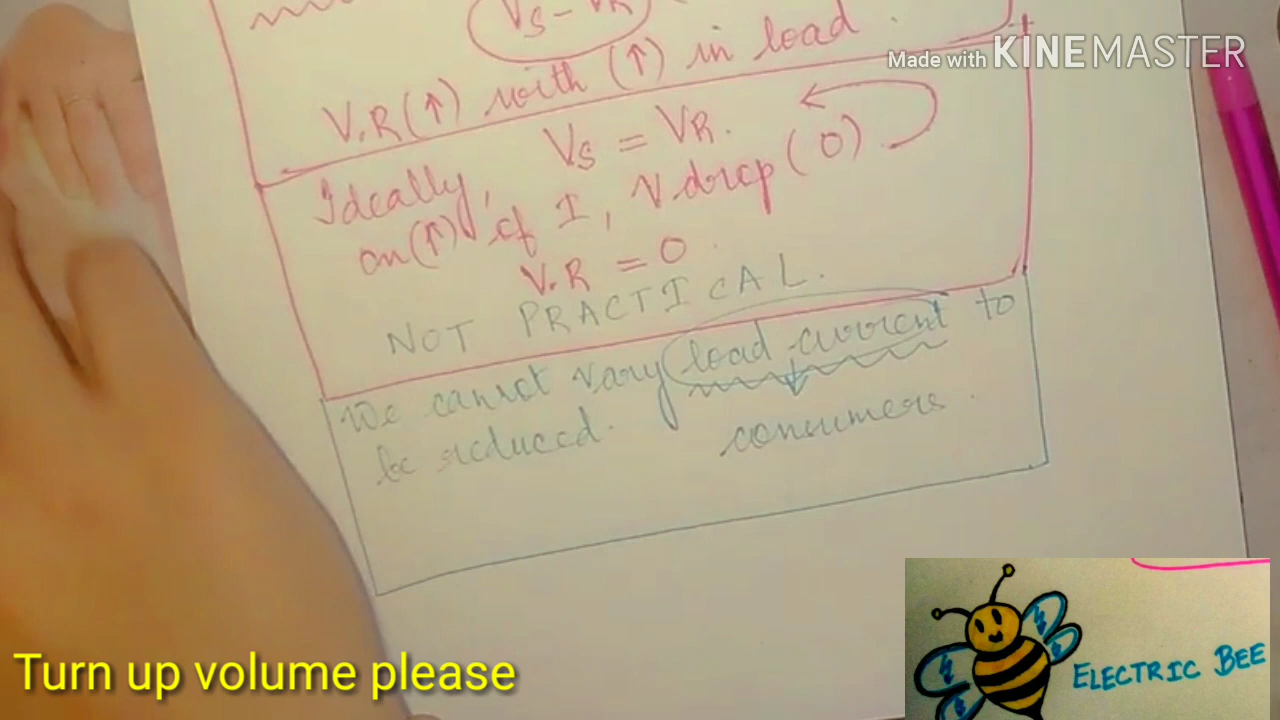 Vs - VR
V.R(↑) with (↑) in load.
Ideally, Vs = VR.
on(↑) of I, V drop (0).
V.R = 0.
NOT PRACTICAL.
We cannot vary load current to
be reduced. consumers.
Made with KINEMASTER
Turn up volume please
ELECTRIC BEE